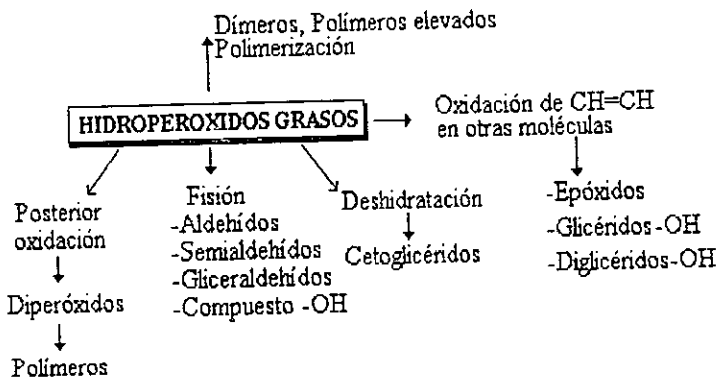 Dímeros, Polímeros elevados
Polimerización
HIDROPEROXIDOS GRASOS
Oxidación de CH=CH
en otras moléculas
Posterior
oxidación
Diperóxidos
Polímeros
Fisión
-Aldehídos
-Semialdehídos
-Gliceraldehídos
-Compuesto -OH
Deshidratación
Cetoglicéridos
-Epóxidos
-Glicéridos-OH
-Diglicéridos-OH